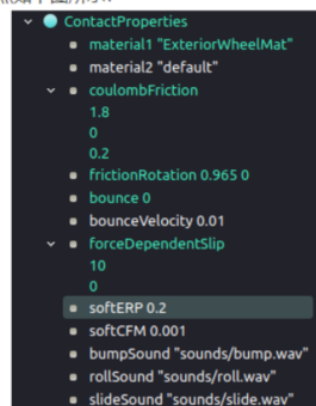 ContactProperties
material1 "ExteriorWheelMat"
material2 "default"
coulombFriction
1.8
0
0.2
frictionRotation 0.965 0
bounce 0
bounceVelocity 0.01
forceDependentSlip
10
0
softERP 0.2
softCFM 0.001
bumpSound "sounds/bump.wav"
rollSound "sounds/roll.wav"
slideSound "sounds/slide.wav"